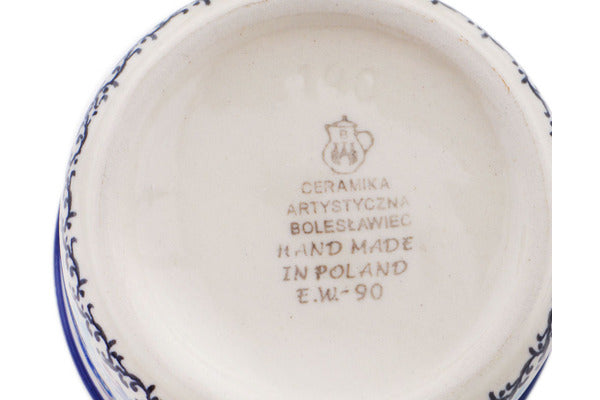 B
CERAMIKA
ARTYSTYCZNA
BOLESŁAWIEC
HAND MADE
IN POLAND
E.W.-90